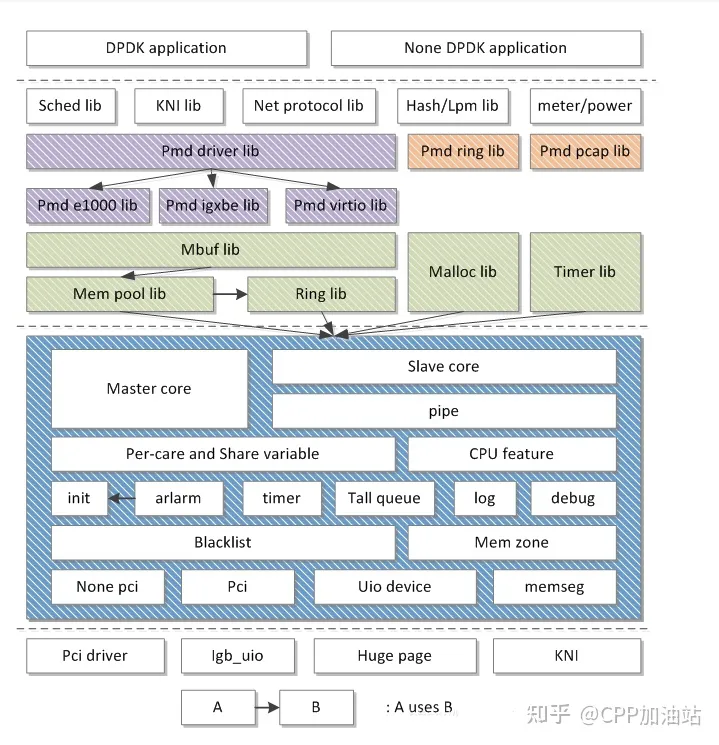 DPDK application
None DPDK application
Sched lib
KNI lib
Net protocol lib
Hash/Lpm lib
meter/power
Pmd driver lib
Pmd ring lib
Pmd pcap lib
Pmd e1000 lib
Pmd igxbe lib
Pmd virtio lib
Mbuf lib
Malloc lib
Timer lib
Mem pool lib
Ring lib
Master core
Slave core
pipe
Per-care and Share variable
CPU feature
init
arlarm
timer
Tall queue
log
debug
Blacklist
Mem zone
None pci
Pci
Uio device
memseg
Pci driver
Igb_uio
Huge page
KNI
A
B
: A uses B
知乎 @CPP加油站